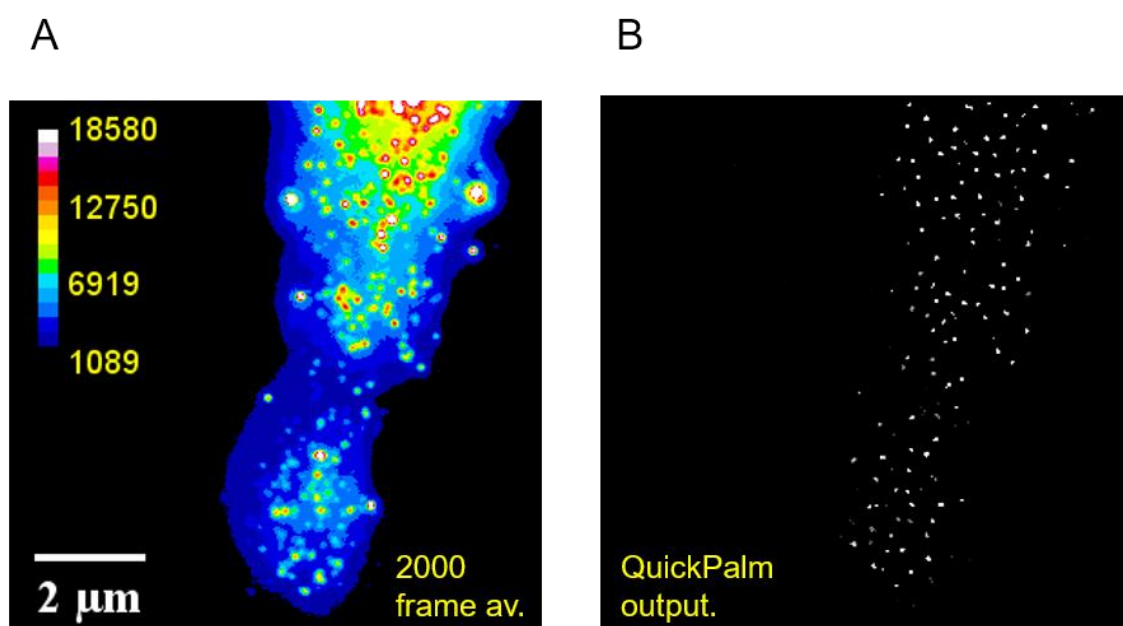 A
B
18580
12750
6919
1089
2 μm
2000
frame av.
QuickPalm
output.